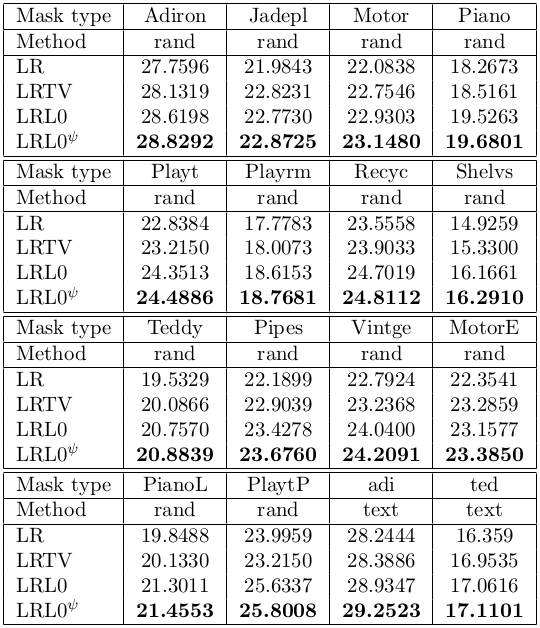 Mask type Adiron Jadepl Motor Piano
Method rand rand rand rand
LR 27.7596 21.9843 22.0838 18.2673
LRTV 28.1319 22.8231 22.7546 18.5161
LRL0 28.6198 22.7730 22.9303 19.5263
LRL0^ψ 28.8292 22.8725 23.1480 19.6801
Mask type Playt Playrm Recyc Shelvs
Method rand rand rand rand
LR 22.8384 17.7783 23.5558 14.9259
LRTV 23.2150 18.0073 23.9033 15.3300
LRL0 24.3513 18.6153 24.7019 16.1661
LRL0^ψ 24.4886 18.7681 24.8112 16.2910
Mask type Teddy Pipes Vintge MotorE
Method rand rand rand rand
LR 19.5329 22.1899 22.7924 22.3541
LRTV 20.0866 22.9039 23.2368 23.2859
LRL0 20.7570 23.4278 24.0400 23.1577
LRL0^ψ 20.8839 23.6760 24.2091 23.3850
Mask type PianoL PlaytP adi ted
Method rand rand text text
LR 19.8488 23.9959 28.2444 16.359
LRTV 20.1330 23.2150 28.3886 16.9535
LRL0 21.3011 25.6337 28.9347 17.0616
LRL0^ψ 21.4553 25.8008 29.2523 17.1101